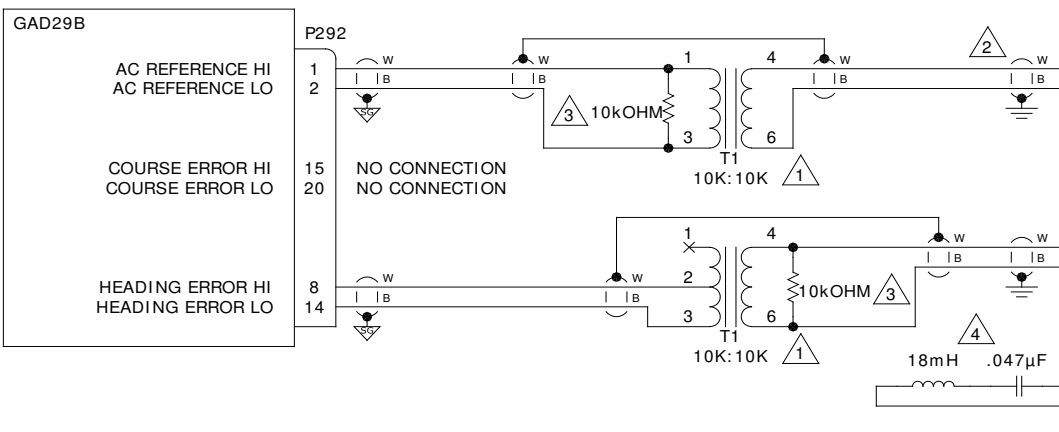 GAD29B
P292
AC REFERENCE HI 1
AC REFERENCE LO 2
W
B
SG
W
B
3 10kOHM
1
3
4
6
T1
10K:10K 1
W
B
2
W
B
COURSE ERROR HI 15 NO CONNECTION
COURSE ERROR LO 20 NO CONNECTION
HEADING ERROR HI 8
HEADING ERROR LO 14
W
B
SG
W
B
1
2
3
4
6
T1
10K:10K 1
10kOHM 3
W
B
W
B
4
18mH .047µF